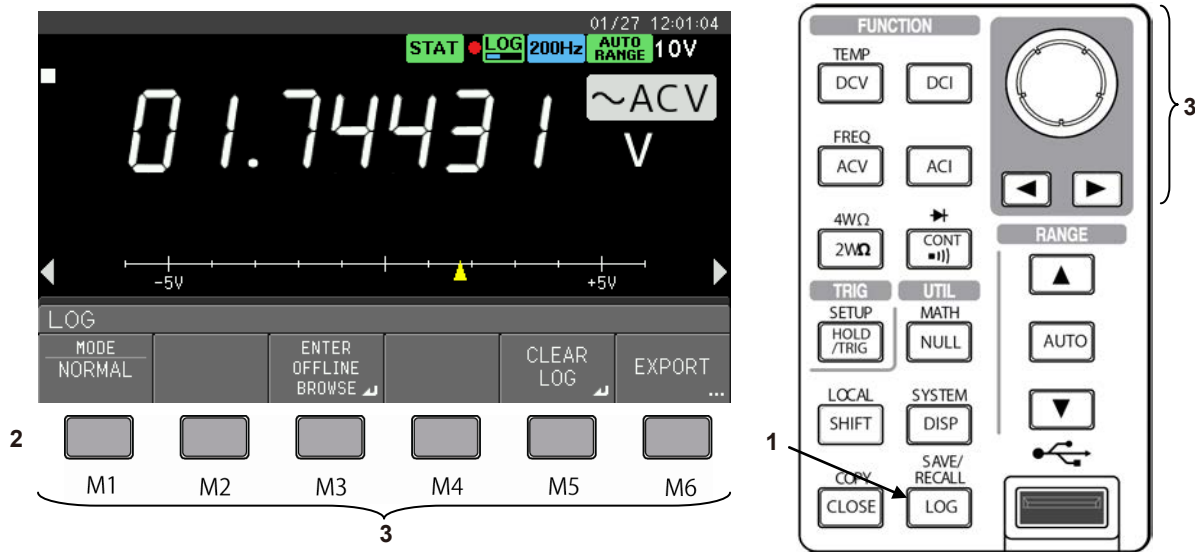 01/27 12:01:04
STAT LOG 200Hz AUTO RANGE 10V
01.74431 V
~ACV
-5V +5V
LOG
MODE NORMAL
ENTER OFFLINE BROWSE
CLEAR LOG
EXPORT ...
2
M1 M2 M3 M4 M5 M6
3
FUNCTION
TEMP
DCV DCI
FREQ
ACV ACI
4WΩ
2WΩ CONT
TRIG UTIL
SETUP MATH
HOLD/TRIG NULL
LOCAL SYSTEM
SHIFT DISP
1
COPY SAVE/RECALL
CLOSE LOG
3
RANGE
AUTO